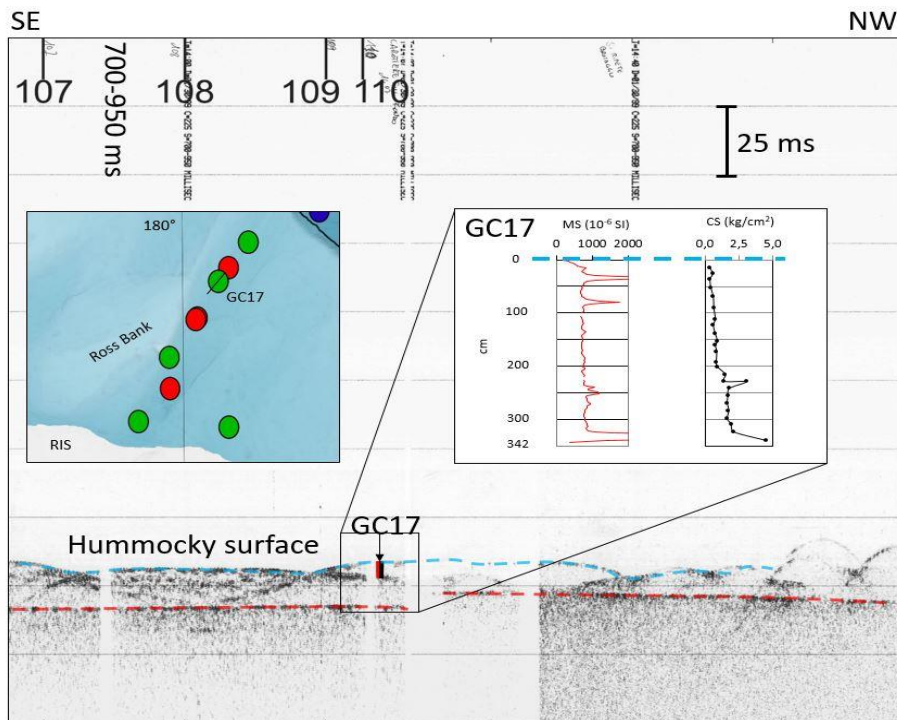 SE
NW
107
700-950 ms
108
109
110
25 ms
180°
GC17
Ross Bank
RIS
GC17
MS (10⁻⁶ SI)
CS (kg/cm²)
0
1000
2000
0,0
2,5
5,0
0
100
cm
200
300
342
GC17
Hummocky surface